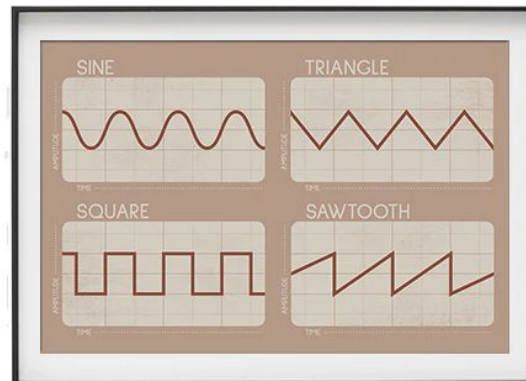 SINE
AMPLITUDE
TIME
TRIANGLE
AMPLITUDE
TIME
SQUARE
AMPLITUDE
TIME
SAWTOOTH
AMPLITUDE
TIME